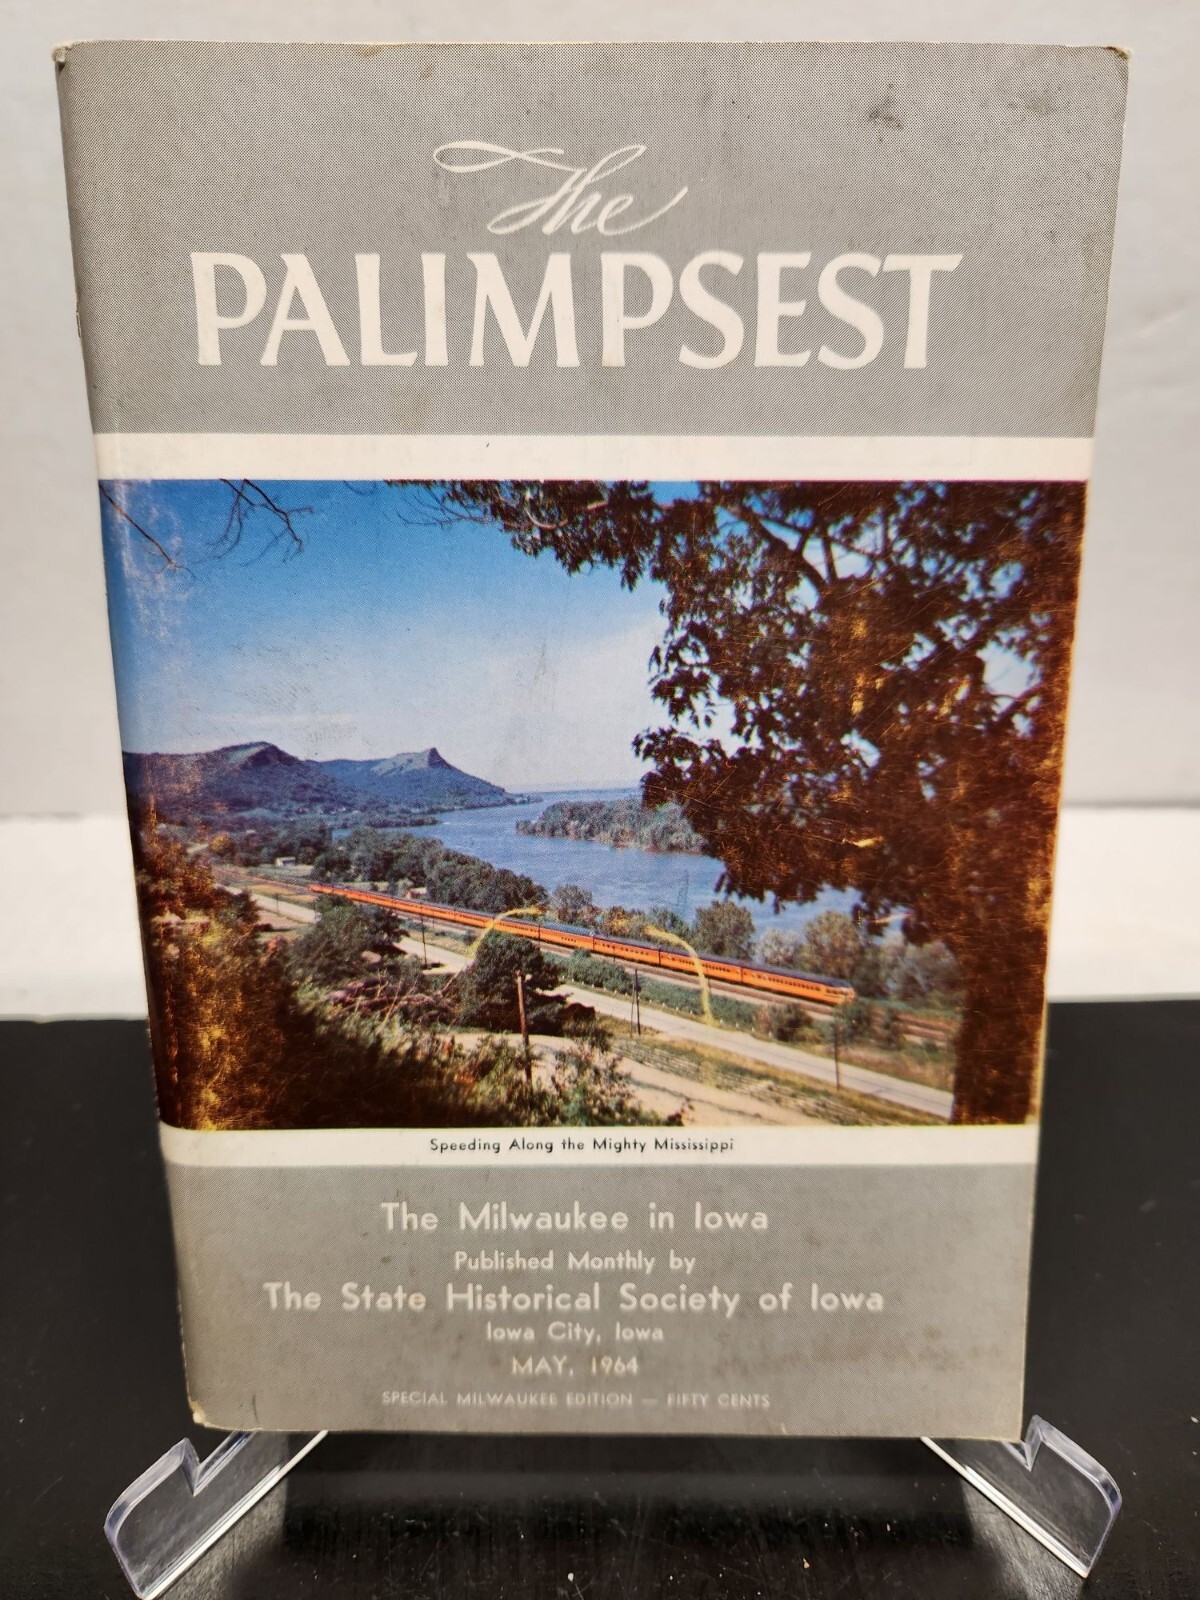 The
PALIMPSEST
Speeding Along the Mighty Mississippi
The Milwaukee in Iowa
Published Monthly by
The State Historical Society of Iowa
Iowa City, Iowa
MAY, 1964
SPECIAL MILWAUKEE EDITION — FIFTY CENTS